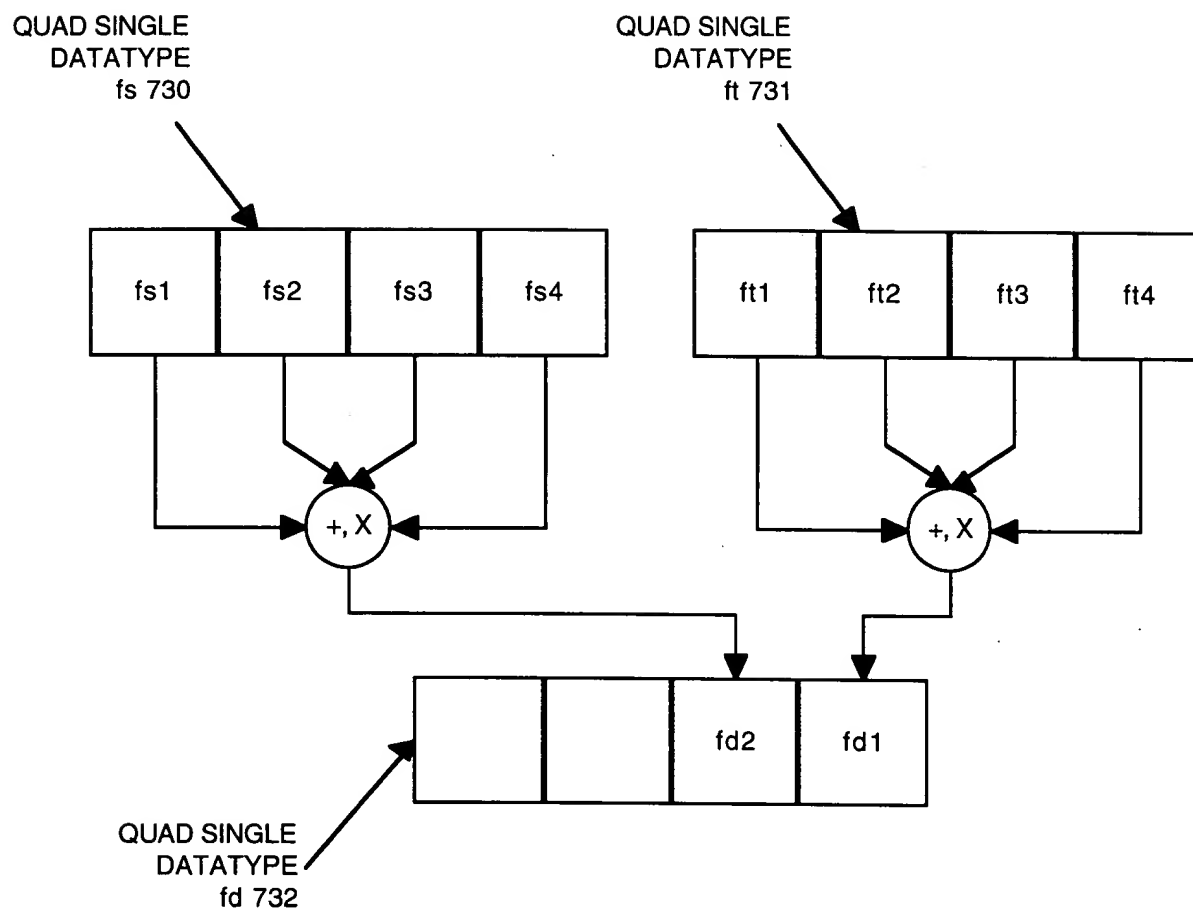 QUAD SINGLE
DATATYPE
fs 730
QUAD SINGLE
DATATYPE
ft 731
fs1
fs2
fs3
fs4
ft1
ft2
ft3
ft4
+, X
+, X
fd2
fd1
QUAD SINGLE
DATATYPE
fd 732